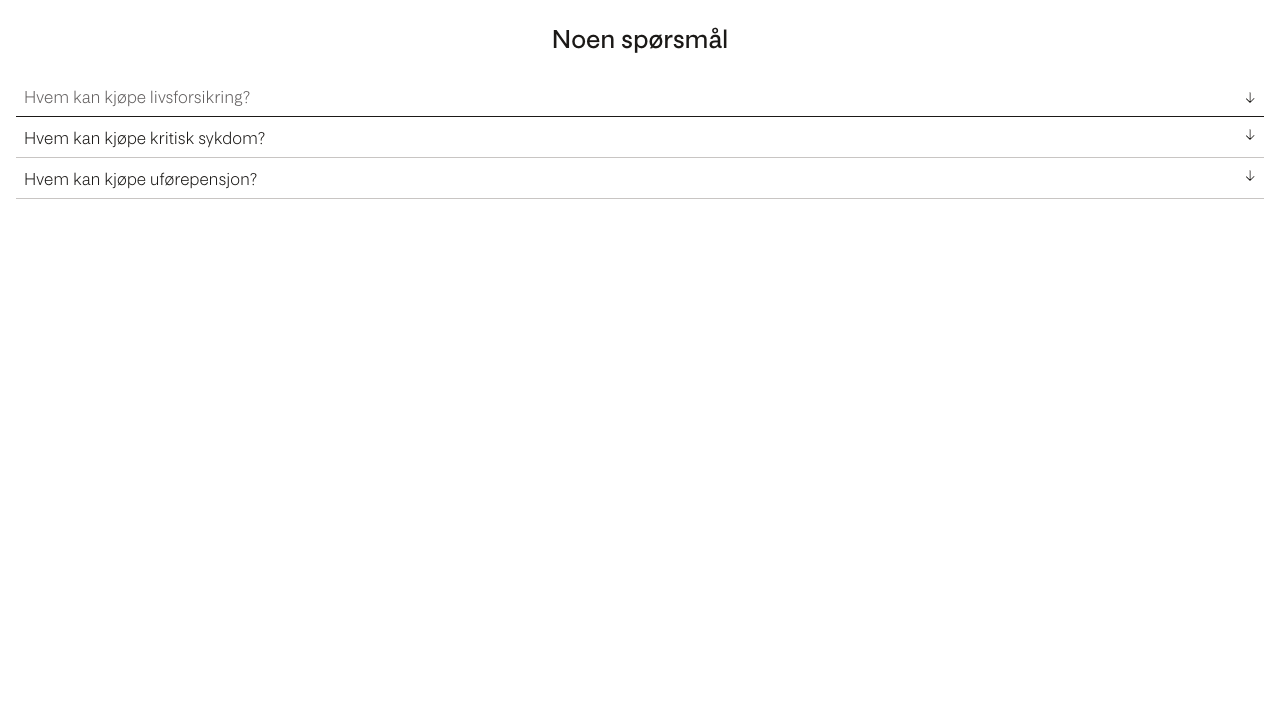 Noen spørsmål
Hvem kan kjøpe livsforsikring?
Hvem kan kjøpe kritisk sykdom?
Hvem kan kjøpe uførepensjon?